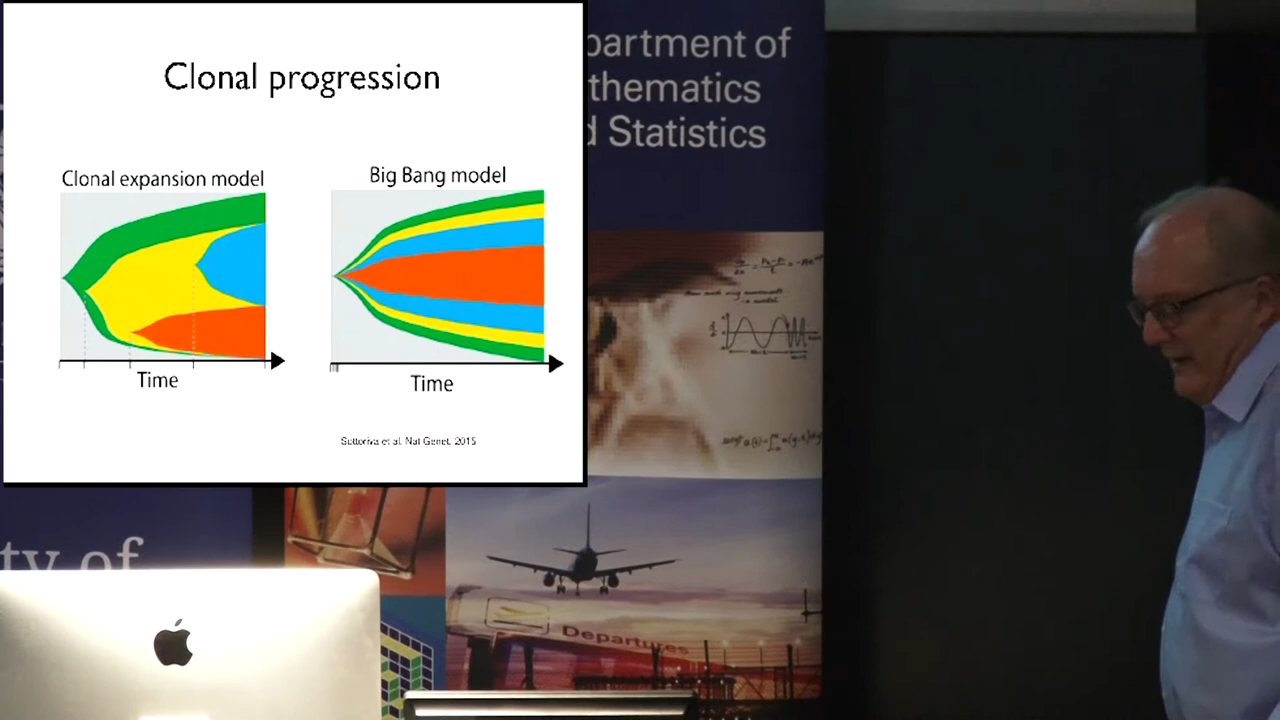 Clonal progression
Clonal expansion model
Big Bang model
Time
Time
Sottoriva et al. Nat Genet. 2015
partment of
thematics
d Statistics
ty of
Departures